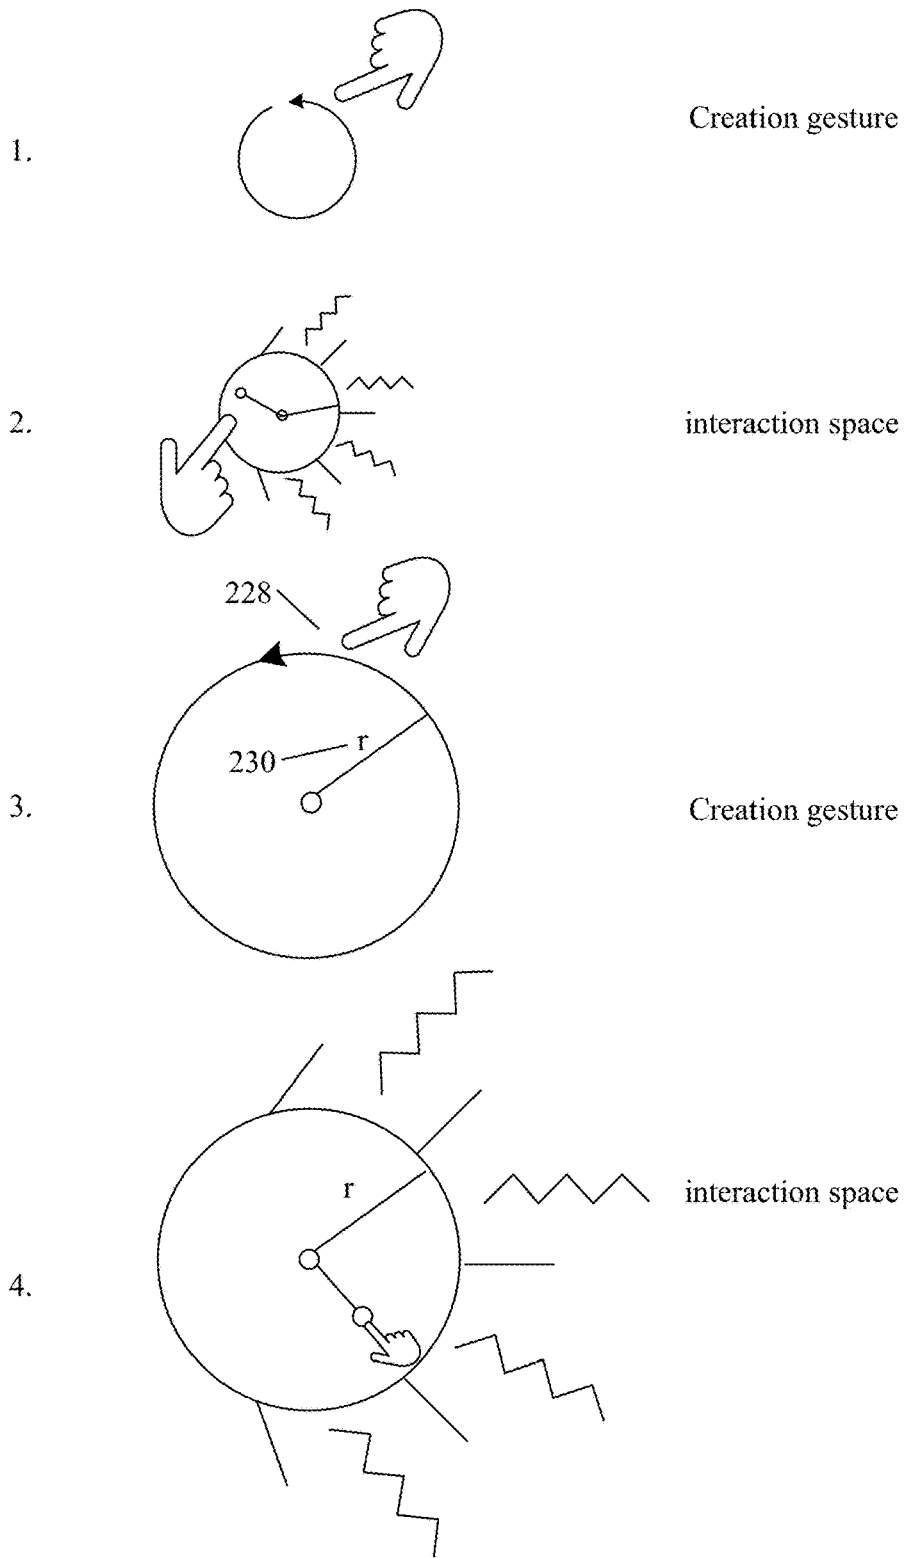 1.
Creation gesture
2.
interaction space
228
230
r
3.
Creation gesture
r
interaction space
4.